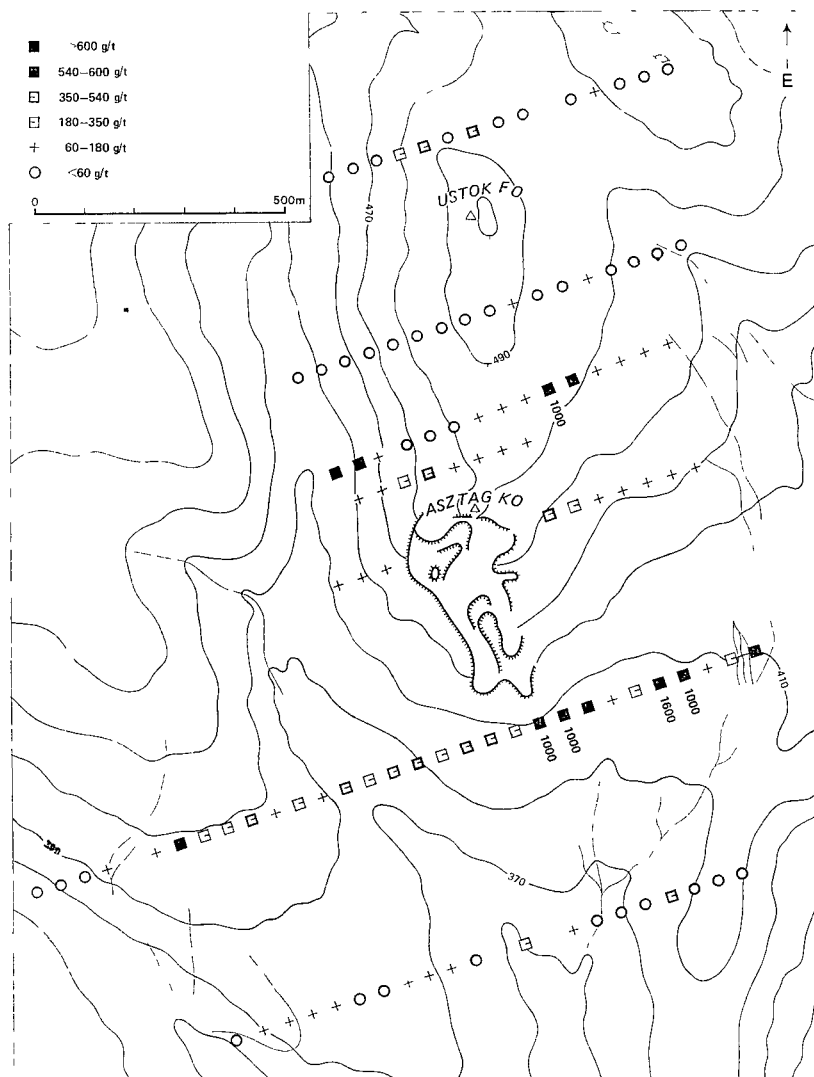 >600 g/t
540–600 g/t
350–540 g/t
180–350 g/t
60–180 g/t
<60 g/t
0 500m
E
USTOK FO
470
490
1000
ASZTAG KO
410
1600
1000
1000
1000
390
370